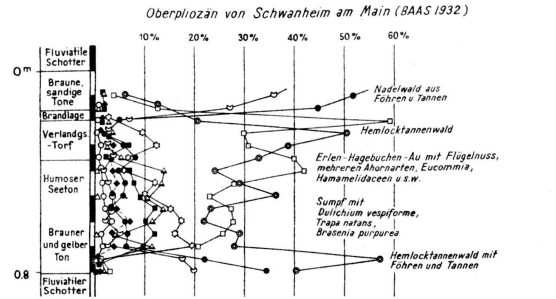 Oberpliozän von Schwanheim am Main (BAAS 1932)
10% 20% 30% 40% 50% 60%
Fluviatile
Schotter
0 m
Braune,
sandige
Tone
Brandlage
Verlandgs.
-Torf
Humoser
Seeton
Brauner
und gelber
Ton
0.8
Fluviatiler
Schotter
Nadelwald aus
Föhren u Tannen
Hemlocktannenwald
Erlen-Hagebuchen-Au mit Flügelnuss,
mehreren Ahornarten, Eucommia,
Hamamelidaceen u.s.w.
Sumpf mit
Dulichium vespiforme,
Trapa natans,
Brasenia purpurea
Hemlocktannenwald mit
Föhren und Tannen